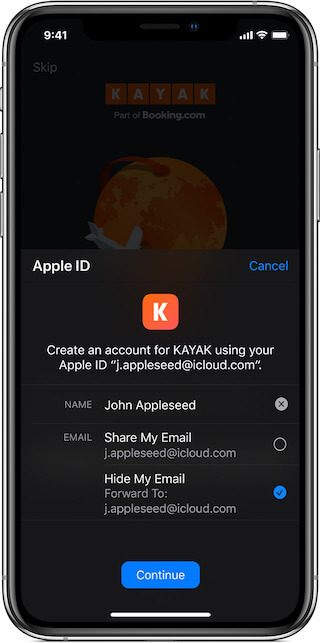 9:41
Skip
KAYAK
Part of Booking.com
Apple ID
Cancel
K
Create an account for KAYAK using your
Apple ID “j.appleseed@icloud.com”.
NAME John Appleseed
EMAIL Share My Email
j.appleseed@icloud.com
Hide My Email
Forward To:
j.appleseed@icloud.com
Continue